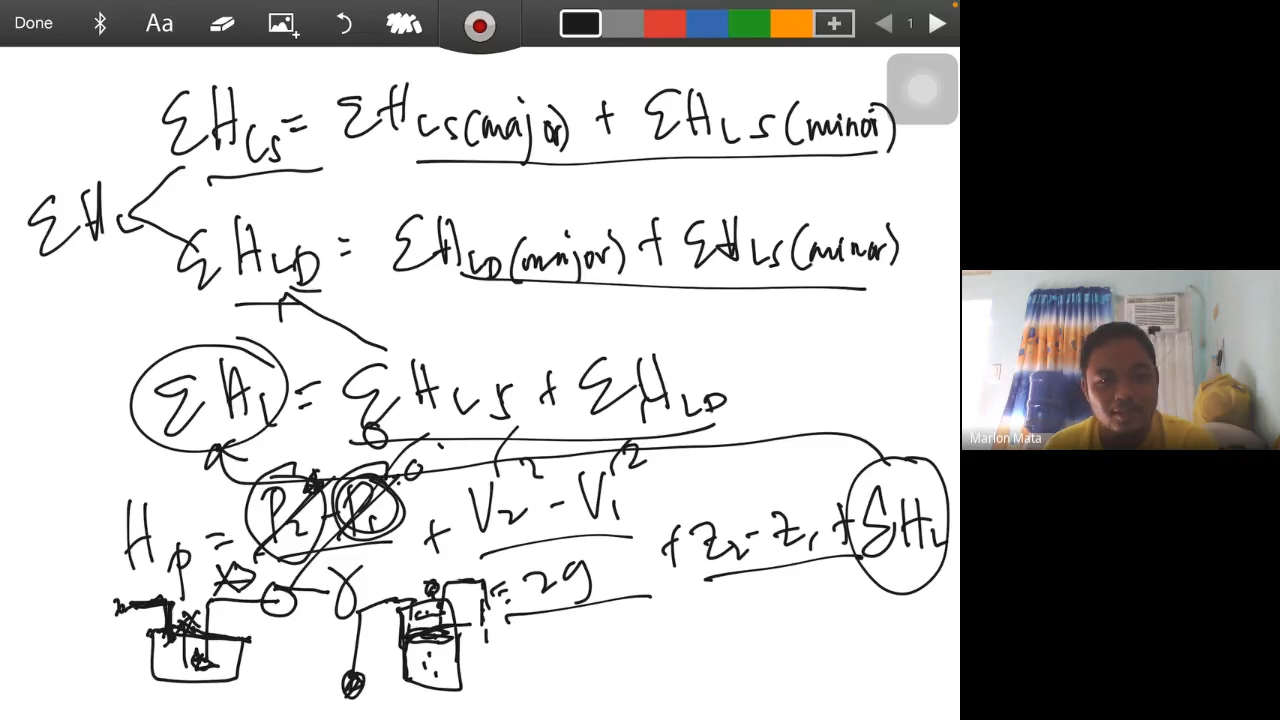 Done Aa 1
ΣH_LS = ΣH_LS(major) + ΣH_LS(minor)
ΣH_L
ΣH_LD = ΣH_LD(major) + ΣH_LS(minor)
ΣH_L = ΣH_LS + ΣH_LD
H_p = (P_2 - P_1)/γ + (V_2^2 - V_1^2)/2g + Z_2 - Z_1 + ΣH_L
0
Marlon Mata